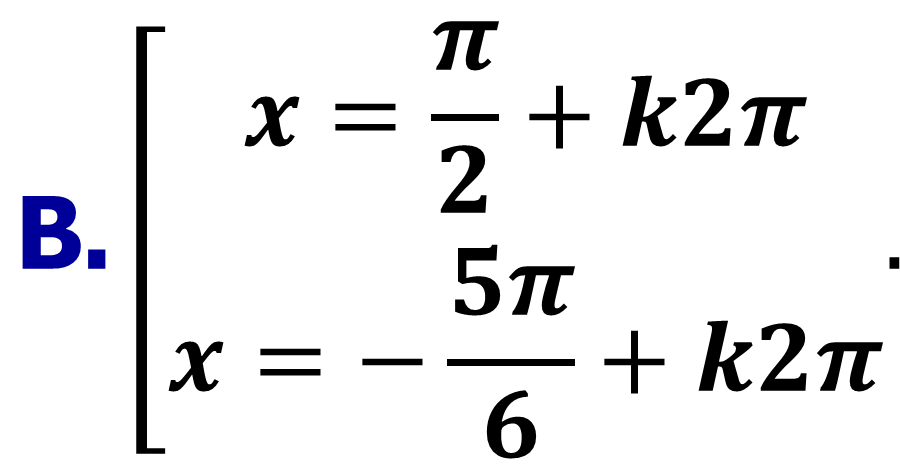 B. [ x = π/2 + k2π
x = − 5π/6 + k2π .